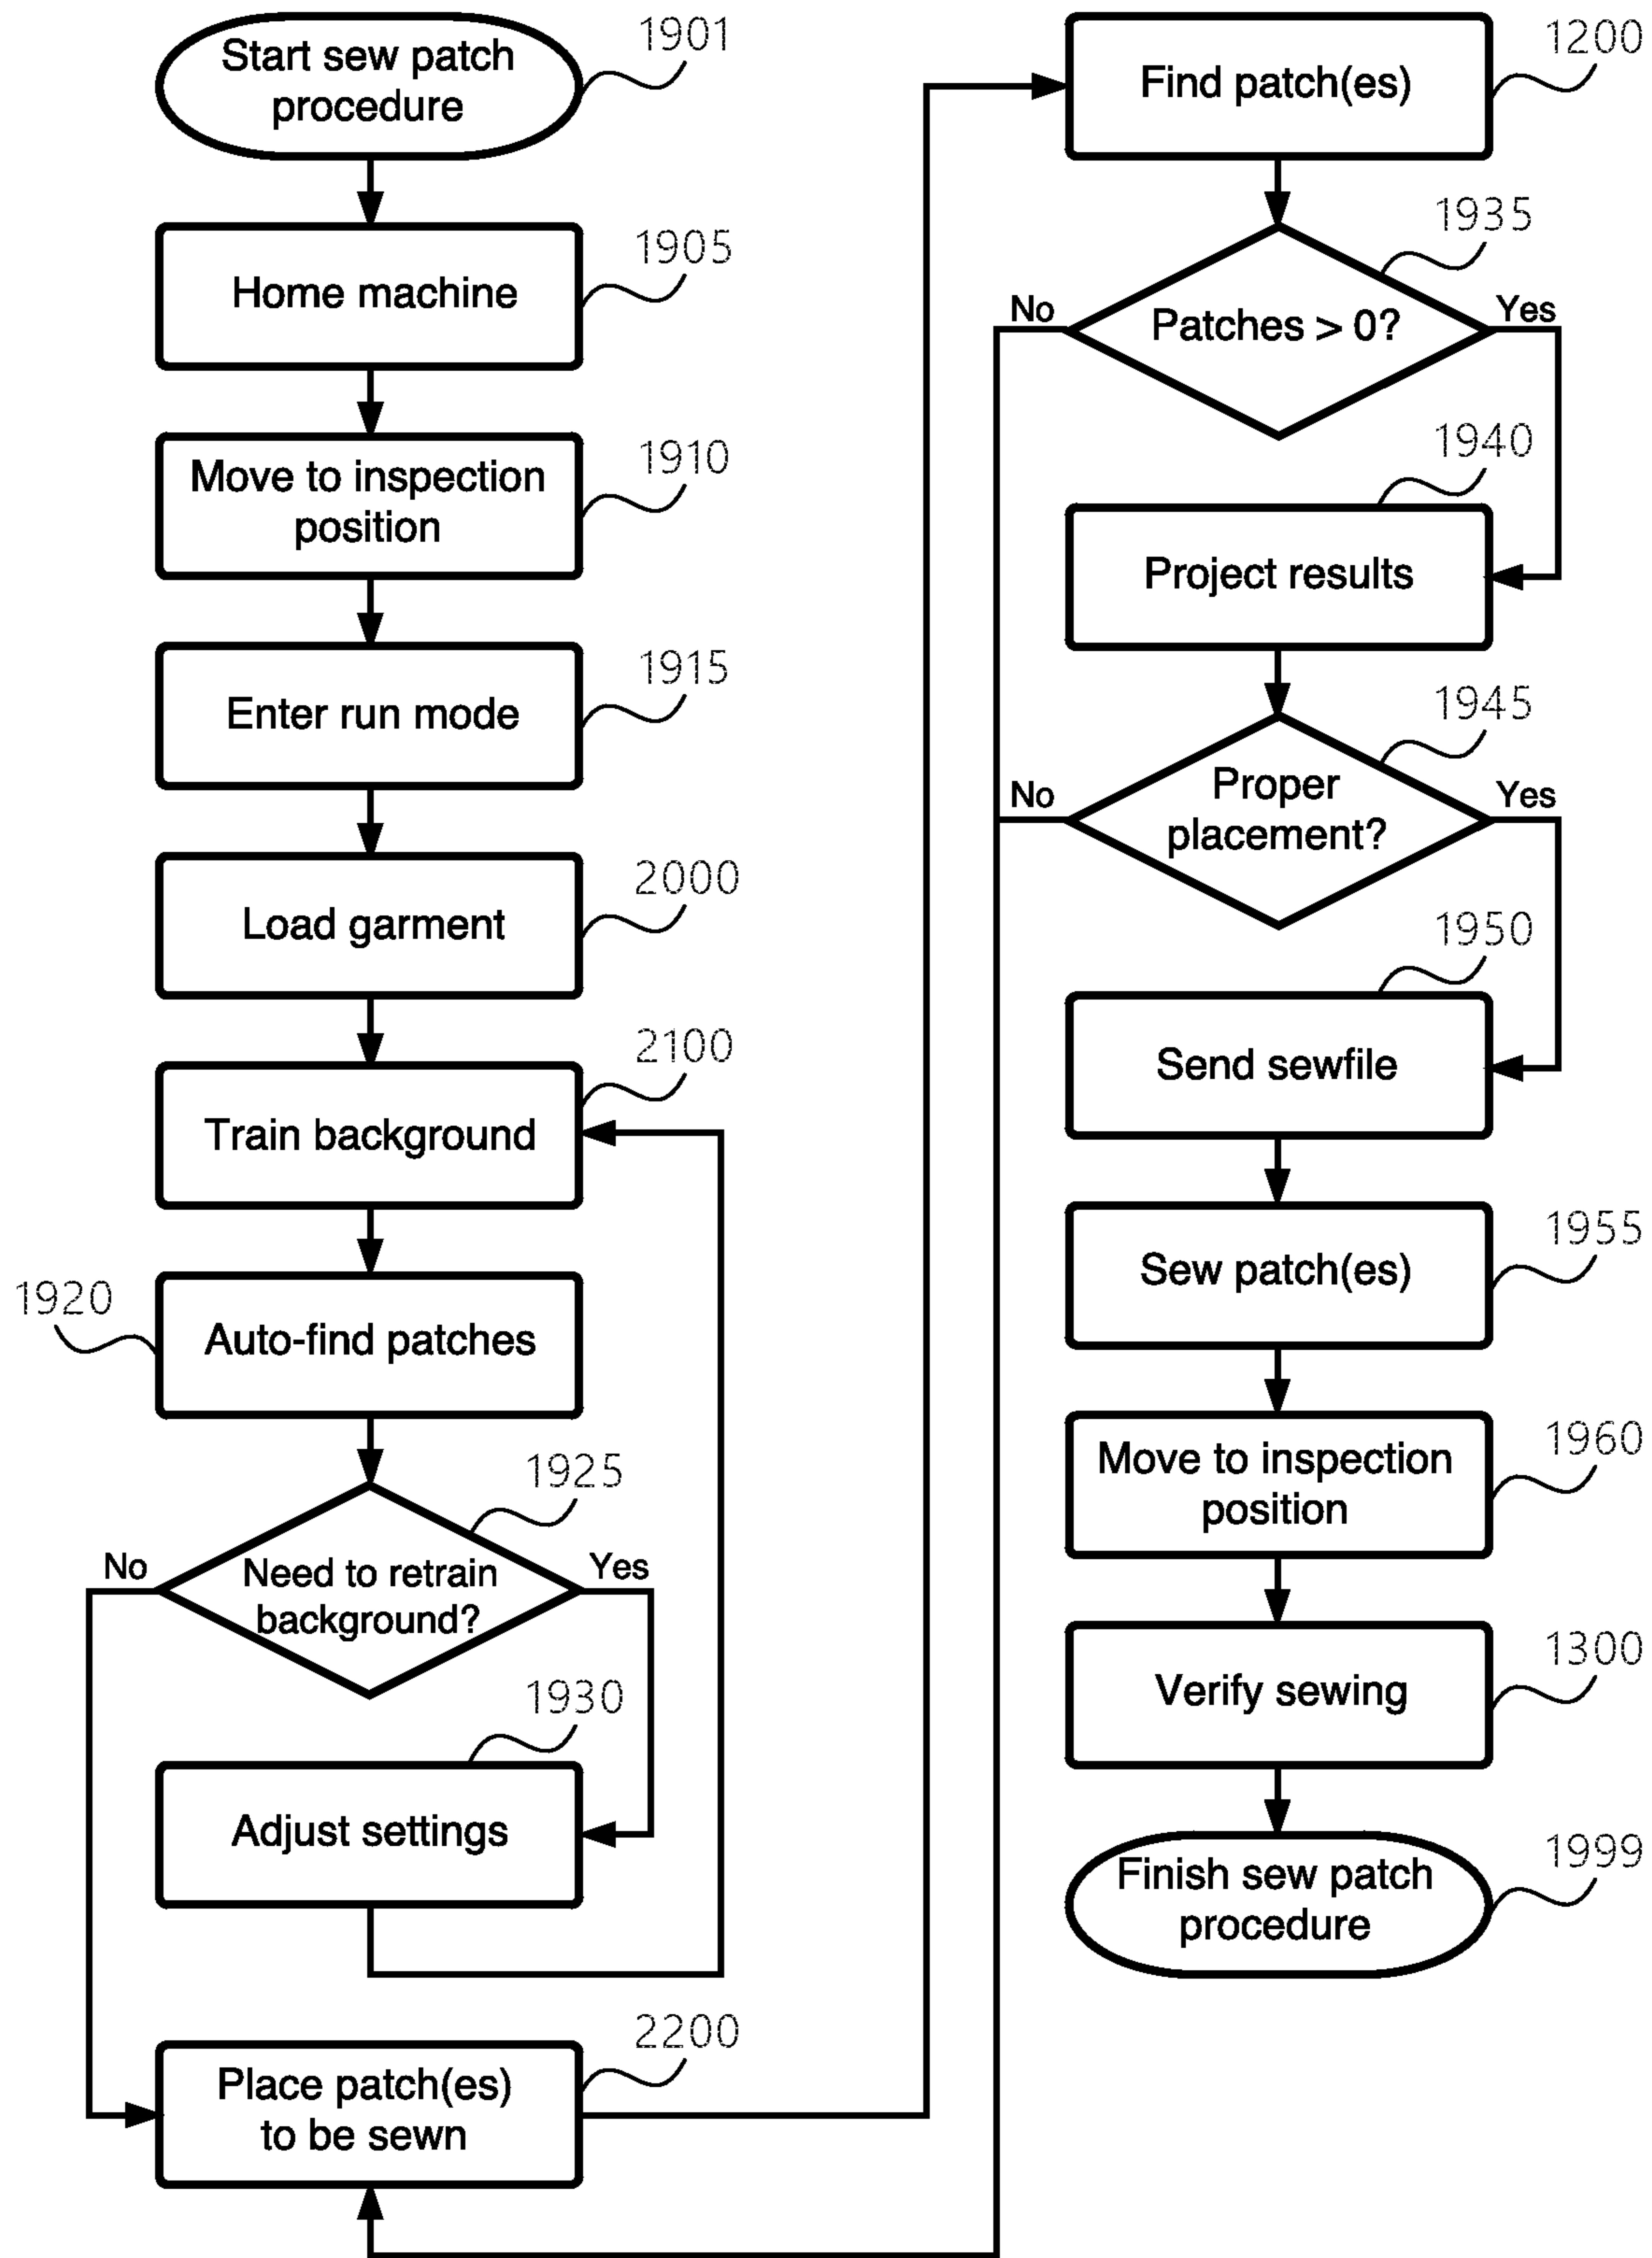 Start sew patch
procedure
1901
Home machine
1905
Move to inspection
position
1910
Enter run mode
1915
Load garment
2000
Train background
2100
Auto-find patches
1920
Need to retrain
background?
1925
No
Yes
Adjust settings
1930
Place patch(es)
to be sewn
2200
Find patch(es)
1200
Patches > 0?
1935
No
Yes
Project results
1940
Proper
placement?
1945
No
Yes
Send sewfile
1950
Sew patch(es)
1955
Move to inspection
position
1960
Verify sewing
1300
Finish sew patch
procedure
1999